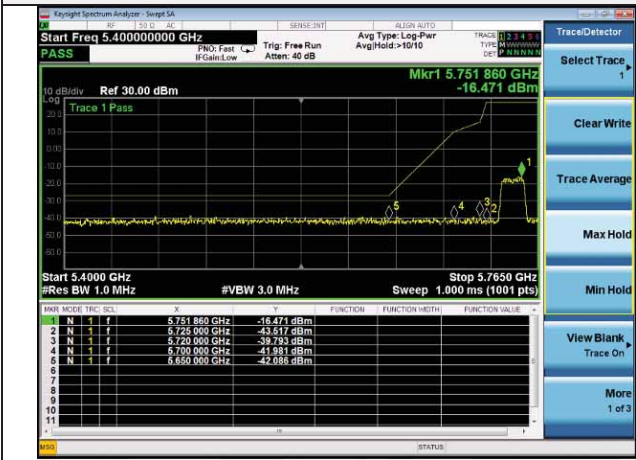 Keysight Spectrum Analyzer - Swept SA
RF 50 Ω AC SENSE:INT ALIGN AUTO
Start Freq 5.400000000 GHz
PASS
PNO: Fast
IFGain:Low
Trig: Free Run
Atten: 40 dB
Avg Type: Log-Pwr
Avg|Hold:>10/10
TRACE 1 2 3 4 5 6
TYPE M W W W W W
DET P N N N N N
Mkr1 5.751 860 GHz
-16.471 dBm
10 dB/div Ref 30.00 dBm
Log
Trace 1 Pass
20.0
10.0
0.00
-10.0
-20.0
-30.0
-40.0
-50.0
-60.0
1
5 4 3 2
Start 5.4000 GHz Stop 5.7650 GHz
#Res BW 1.0 MHz #VBW 3.0 MHz Sweep 1.000 ms (1001 pts)
MKR MODE TRC SCL X Y FUNCTION FUNCTION WIDTH FUNCTION VALUE
1 N 1 f 5.751 860 GHz -16.471 dBm
2 N 1 f 5.725 000 GHz -43.517 dBm
3 N 1 f 5.720 000 GHz -39.793 dBm
4 N 1 f 5.700 000 GHz -41.981 dBm
5 N 1 f 5.650 000 GHz -42.086 dBm
6
7
8
9
10
11
MSG STATUS
Trace/Detector
Select Trace
1
Clear Write
Trace Average
Max Hold
Min Hold
View Blank
Trace On
More
1 of 3